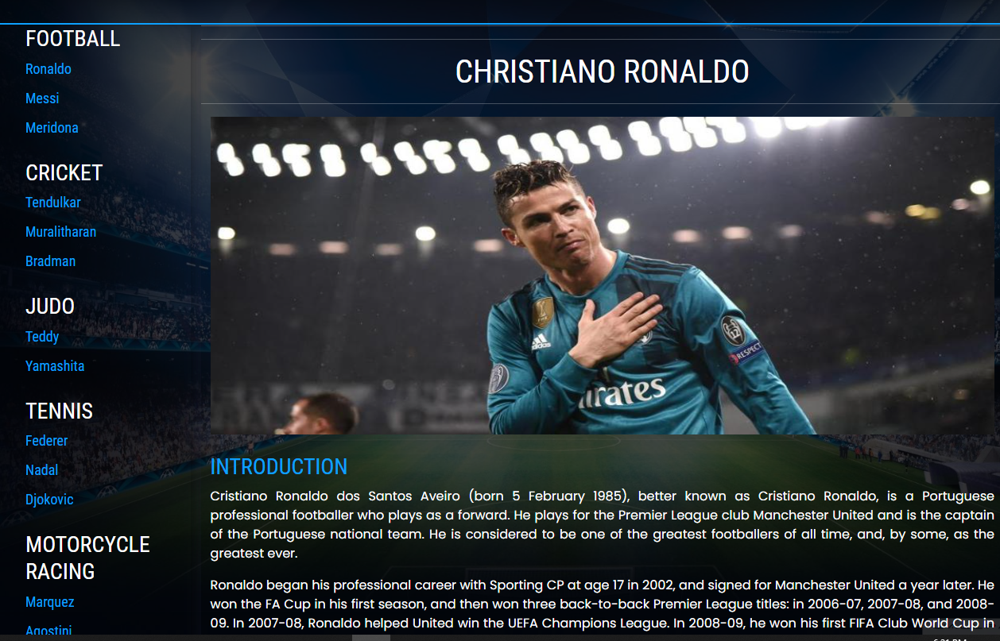 FOOTBALL
Ronaldo
Messi
Meridona
CRICKET
Tendulkar
Muralitharan
Bradman
JUDO
Teddy
Yamashita
TENNIS
Federer
Nadal
Djokovic
MOTORCYCLE
RACING
Marquez
Agostini
CHRISTIANO RONALDO
adidas
12
RESPECT
irates
INTRODUCTION
Cristiano Ronaldo dos Santos Aveiro (born 5 February 1985), better known as Cristiano Ronaldo, is a Portuguese
professional footballer who plays as a forward. He plays for the Premier League club Manchester United and is the captain
of the Portuguese national team. He is considered to be one of the greatest footballers of all time, and, by some, as the
greatest ever.
Ronaldo began his professional career with Sporting CP at age 17 in 2002, and signed for Manchester United a year later. He
won the FA Cup in his first season, and then won three back-to-back Premier League titles: in 2006-07, 2007-08, and 2008-
09. In 2007-08, Ronaldo helped United win the UEFA Champions League. In 2008-09, he won his first FIFA Club World Cup in